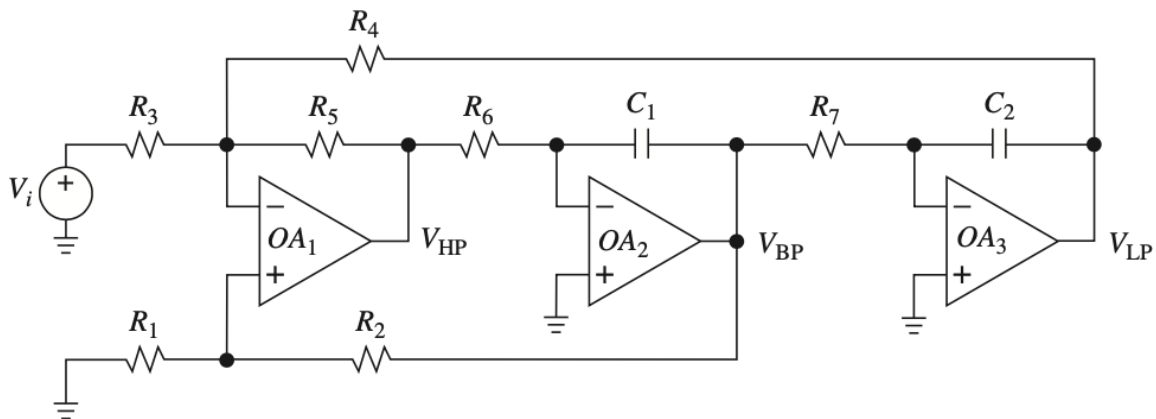 R4
R3
R5
R6
C1
R7
C2
Vi
+
−
OA1
+
VHP
−
OA2
+
VBP
−
OA3
+
VLP
R1
R2